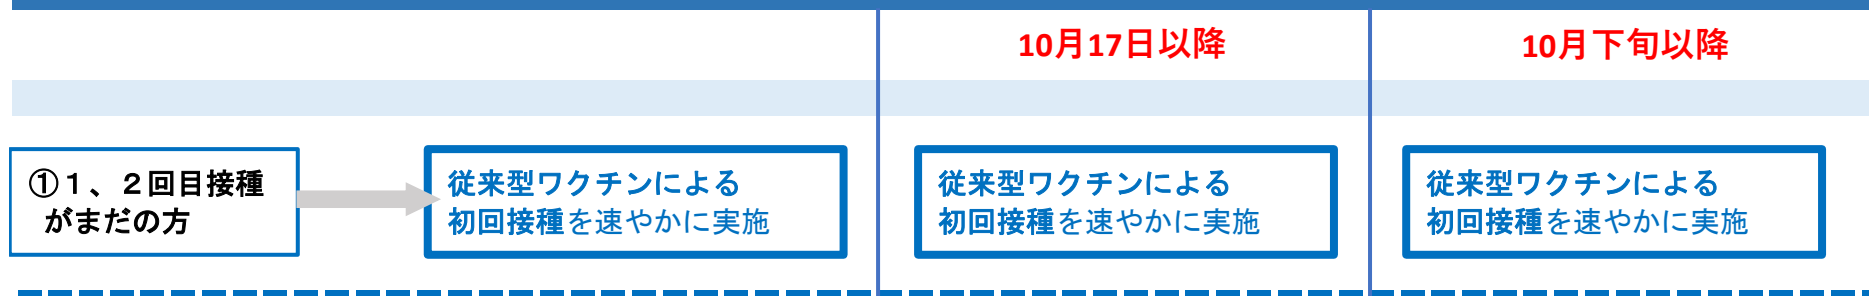 10月17日以降
10月下旬以降
①１、２回目接種
がまだの方
従来型ワクチンによる
初回接種を速やかに実施
従来型ワクチンによる
初回接種を速やかに実施
従来型ワクチンによる
初回接種を速やかに実施